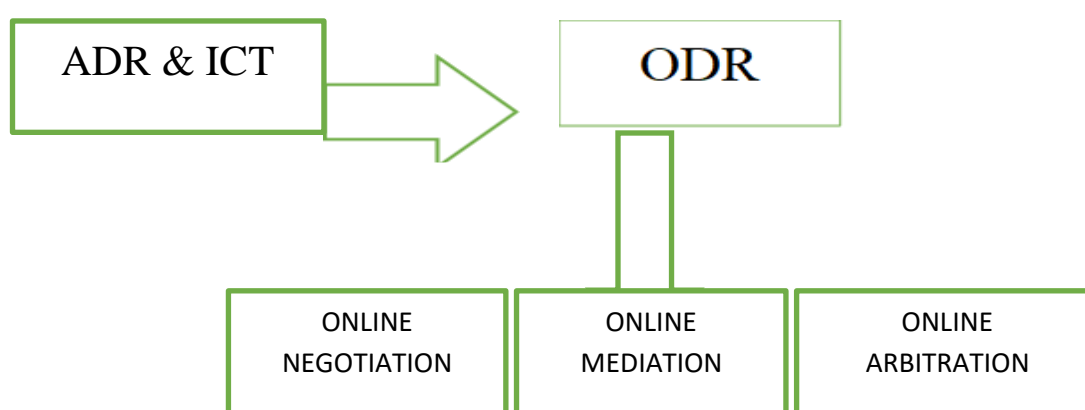 ADR & ICT
ODR
ONLINE
NEGOTIATION
ONLINE
MEDIATION
ONLINE
ARBITRATION